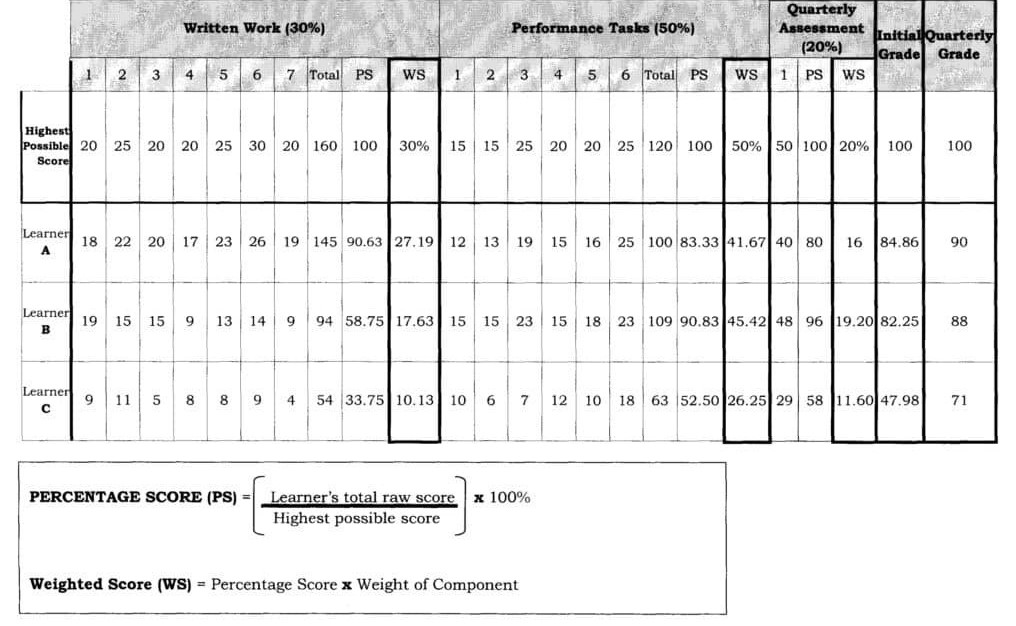 Written Work (30%) Performance Tasks (50%) Quarterly Assessment (20%) Initial Grade Quarterly Grade
1 2 3 4 5 6 7 Total PS WS 1 2 3 4 5 6 Total PS WS 1 PS WS
Highest Possible Score 20 25 20 20 25 30 20 160 100 30% 15 15 25 20 20 25 120 100 50% 50 100 20% 100 100
Learner A 18 22 20 17 23 26 19 145 90.63 27.19 12 13 19 15 16 25 100 83.33 41.67 40 80 16 84.86 90
Learner B 19 15 15 9 13 14 9 94 58.75 17.63 15 15 23 15 18 23 109 90.83 45.42 48 96 19.20 82.25 88
Learner C 9 11 5 8 8 9 4 54 33.75 10.13 10 6 7 12 10 18 63 52.50 26.25 29 58 11.60 47.98 71
PERCENTAGE SCORE (PS) = [ Learner's total raw score / Highest possible score ] x 100%
Weighted Score (WS) = Percentage Score x Weight of Component